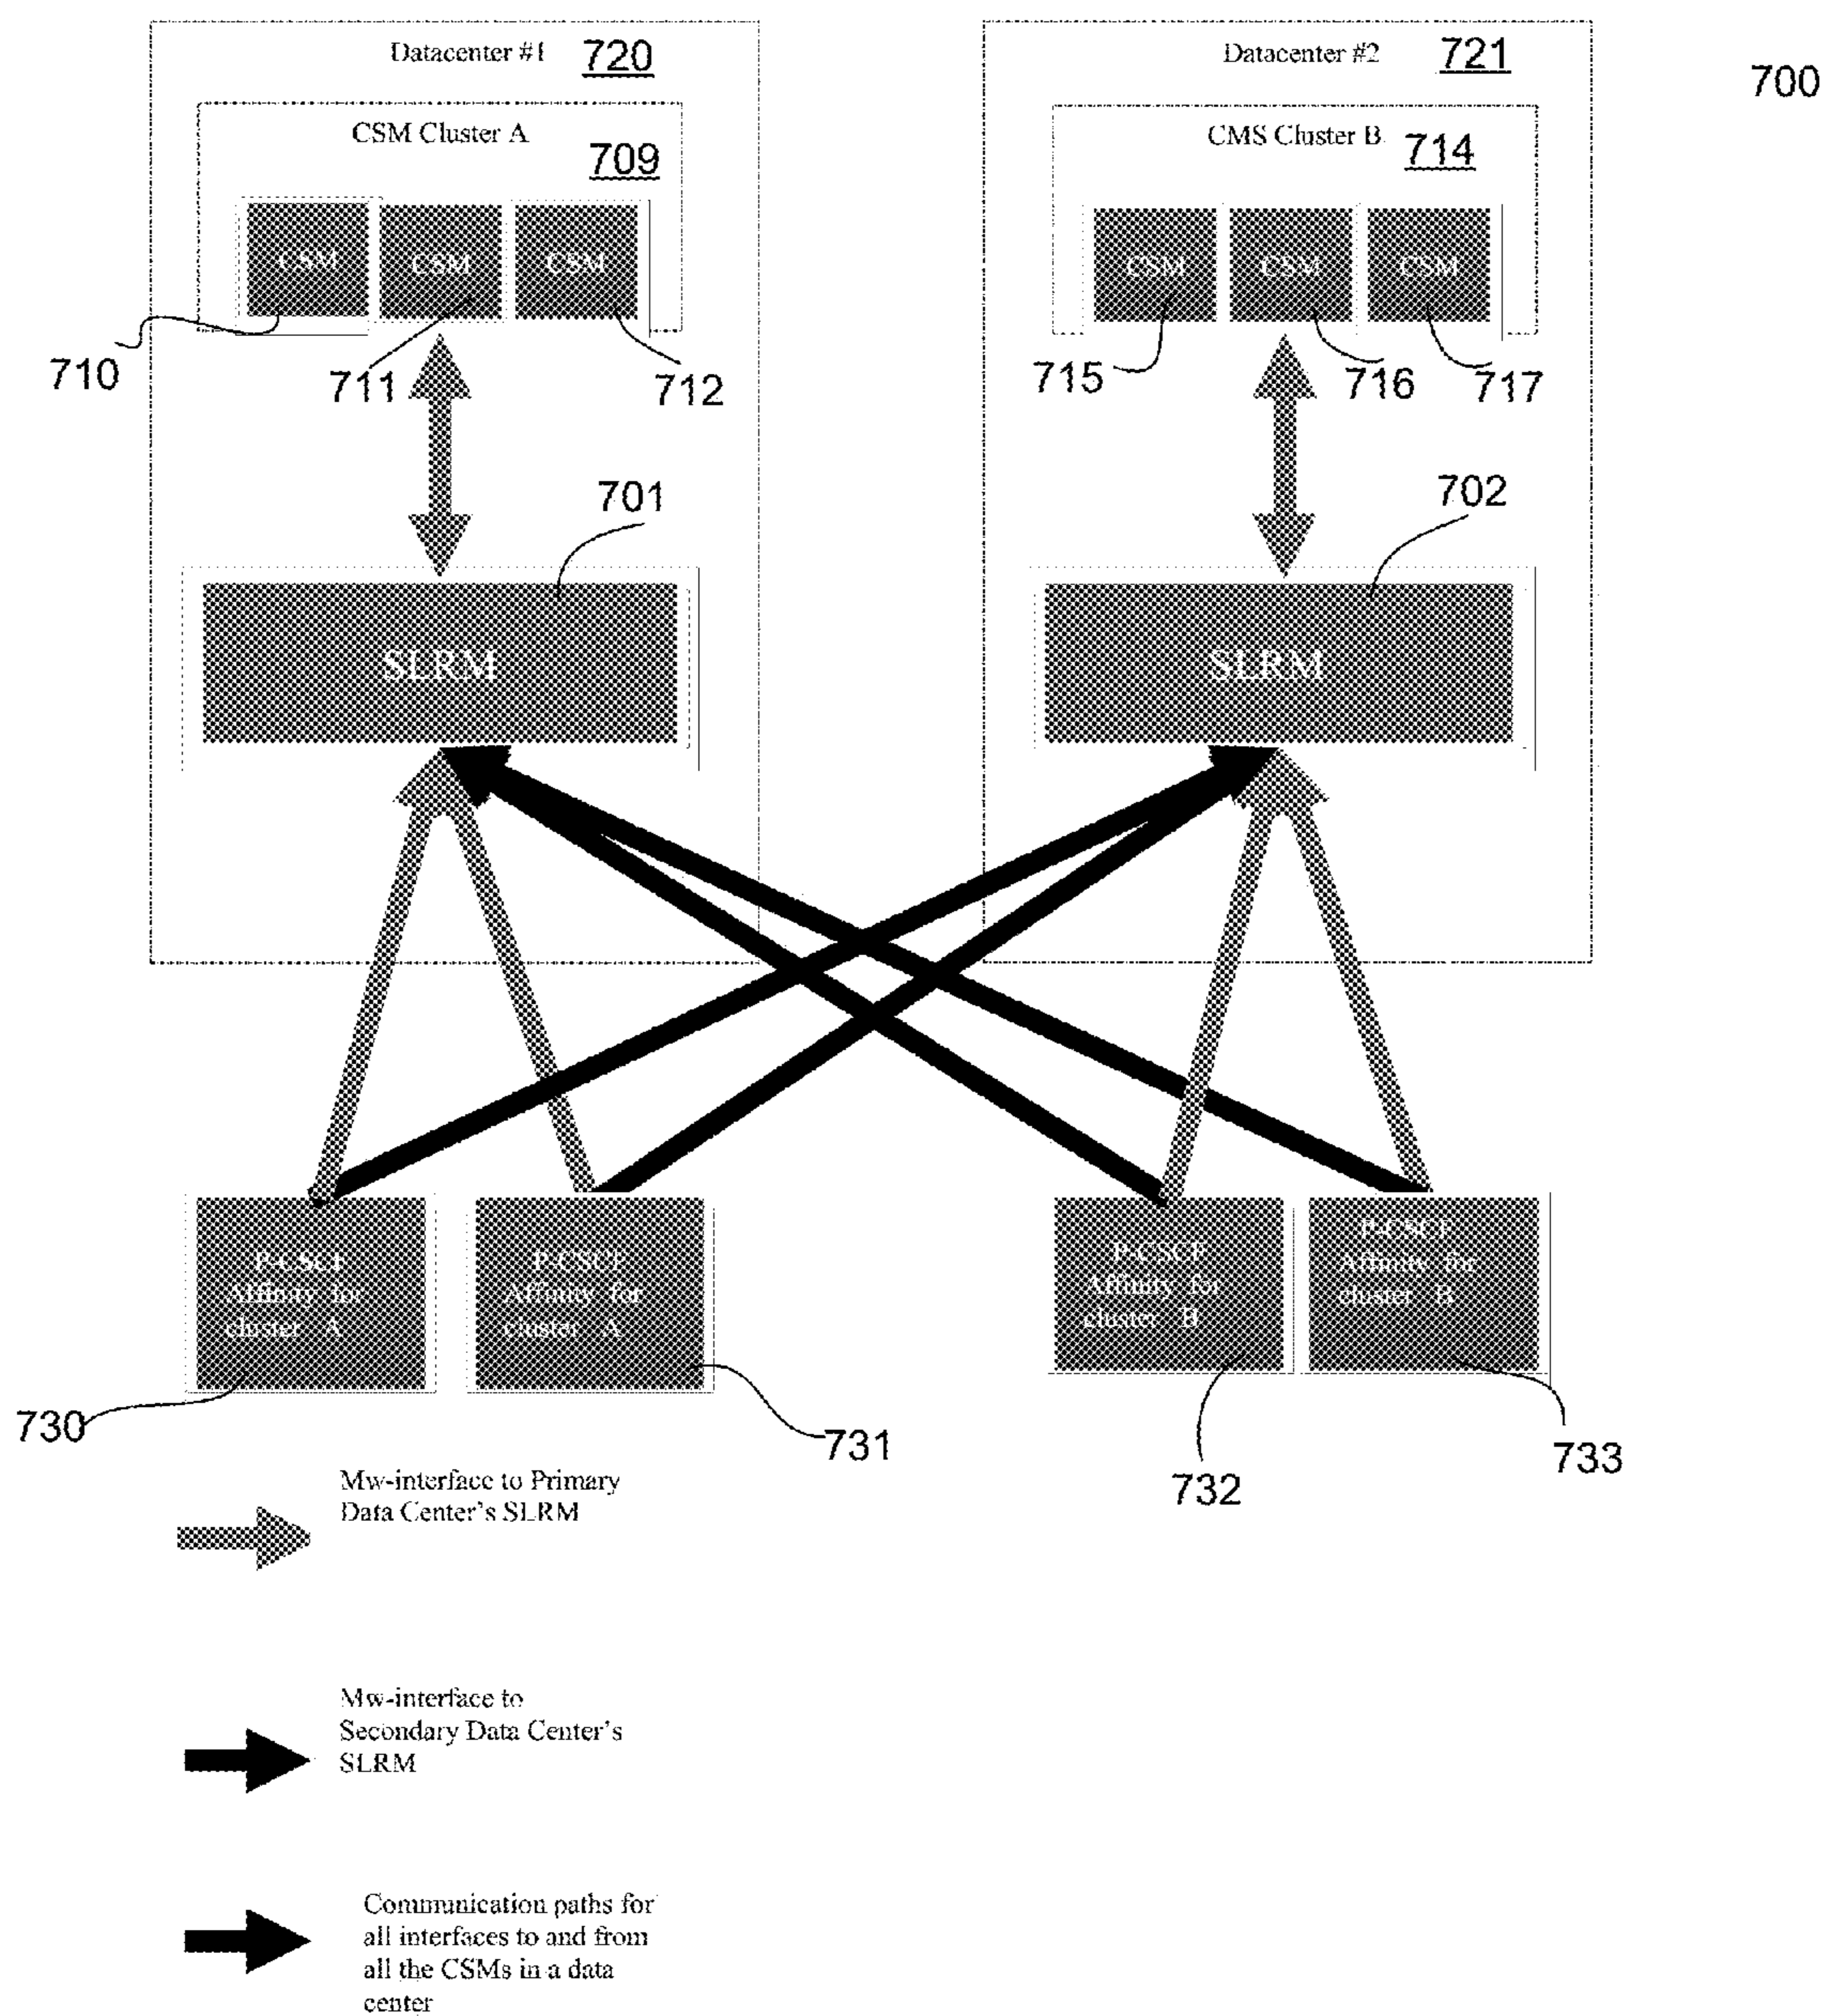 Datacenter #1 720
Datacenter #2 721
700
CSM Cluster A
709
CMS Cluster B
714
CSM CSM CSM
CSM CSM CSM
710
711
712
715
716
717
701
702
SLRM
SLRM
P-CSCF
Affinity for
cluster A
P-CSCF
Affinity for
cluster A
P-CSCF
Affinity for
cluster B
P-CSCF
Affinity for
cluster B
730
731
732
733
Mw-interface to Primary
Data Center's SLRM
Mw-interface to
Secondary Data Center's
SLRM
Communication paths for
all interfaces to and from
all the CSMs in a data
center